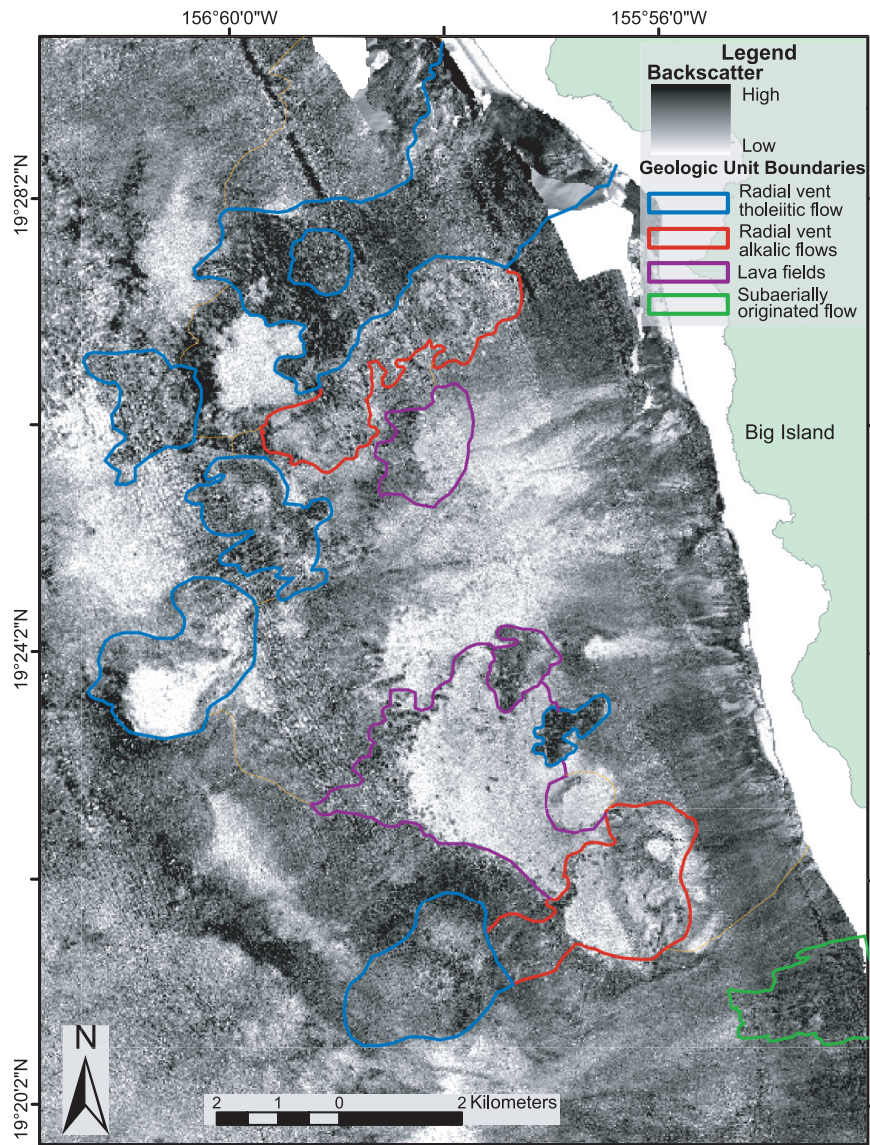 156°60'0"W
155°56'0"W
Legend
Backscatter
High
Low
Geologic Unit Boundaries
Radial vent
tholeiitic flow
Radial vent
alkalic flows
Lava fields
Subaerially
originated flow
19°28'2"N
Big Island
19°24'2"N
19°20'2"N
N
2 1 0 2 Kilometers